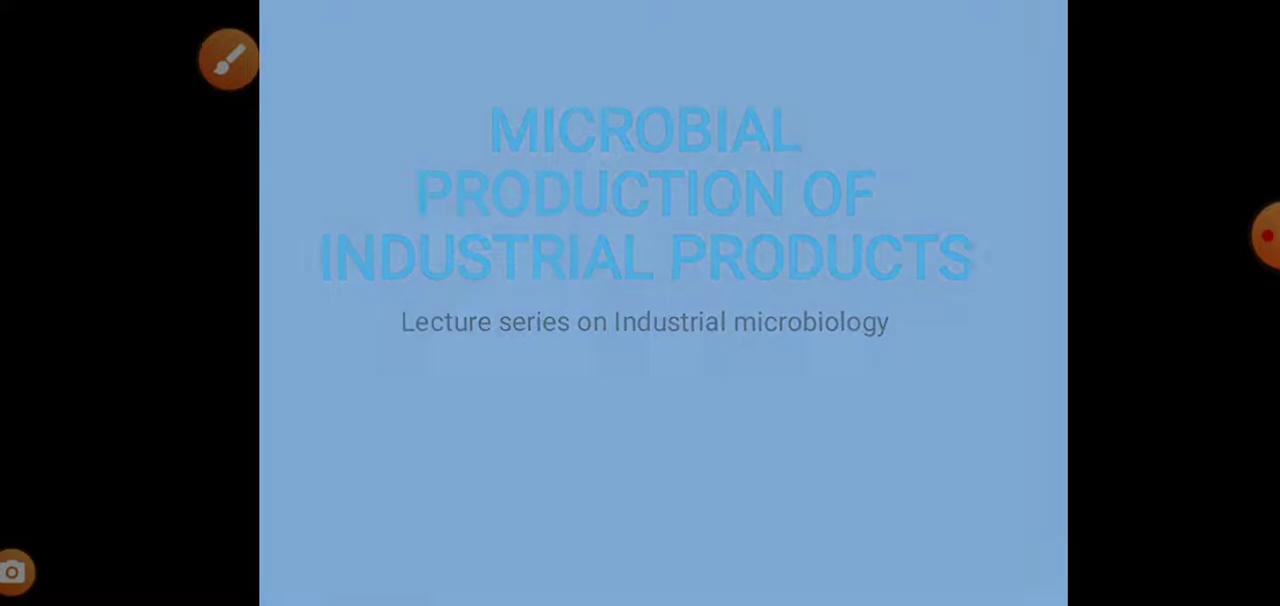 MICROBIAL
PRODUCTION OF
INDUSTRIAL PRODUCTS
Lecture series on Industrial microbiology